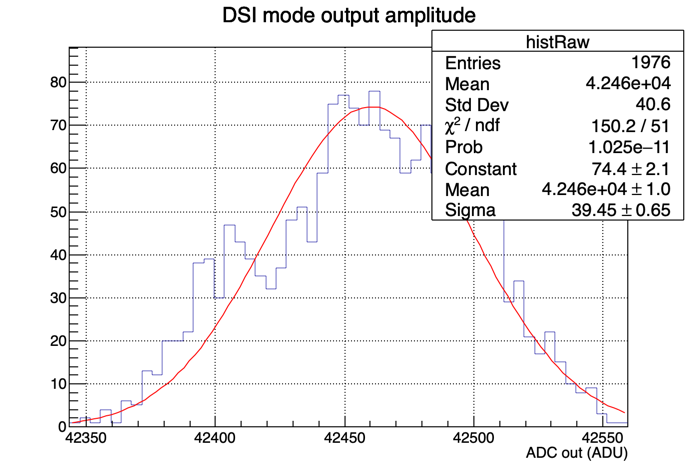 DSI mode output amplitude
histRaw
Entries 1976
Mean 4.246e+04
Std Dev 40.6
χ² / ndf 150.2 / 51
Prob 1.025e−11
Constant 74.4 ± 2.1
Mean 4.246e+04 ± 1.0
Sigma 39.45 ± 0.65
80
70
60
50
40
30
20
10
0
42350 42400 42450 42500 42550
ADC out (ADU)